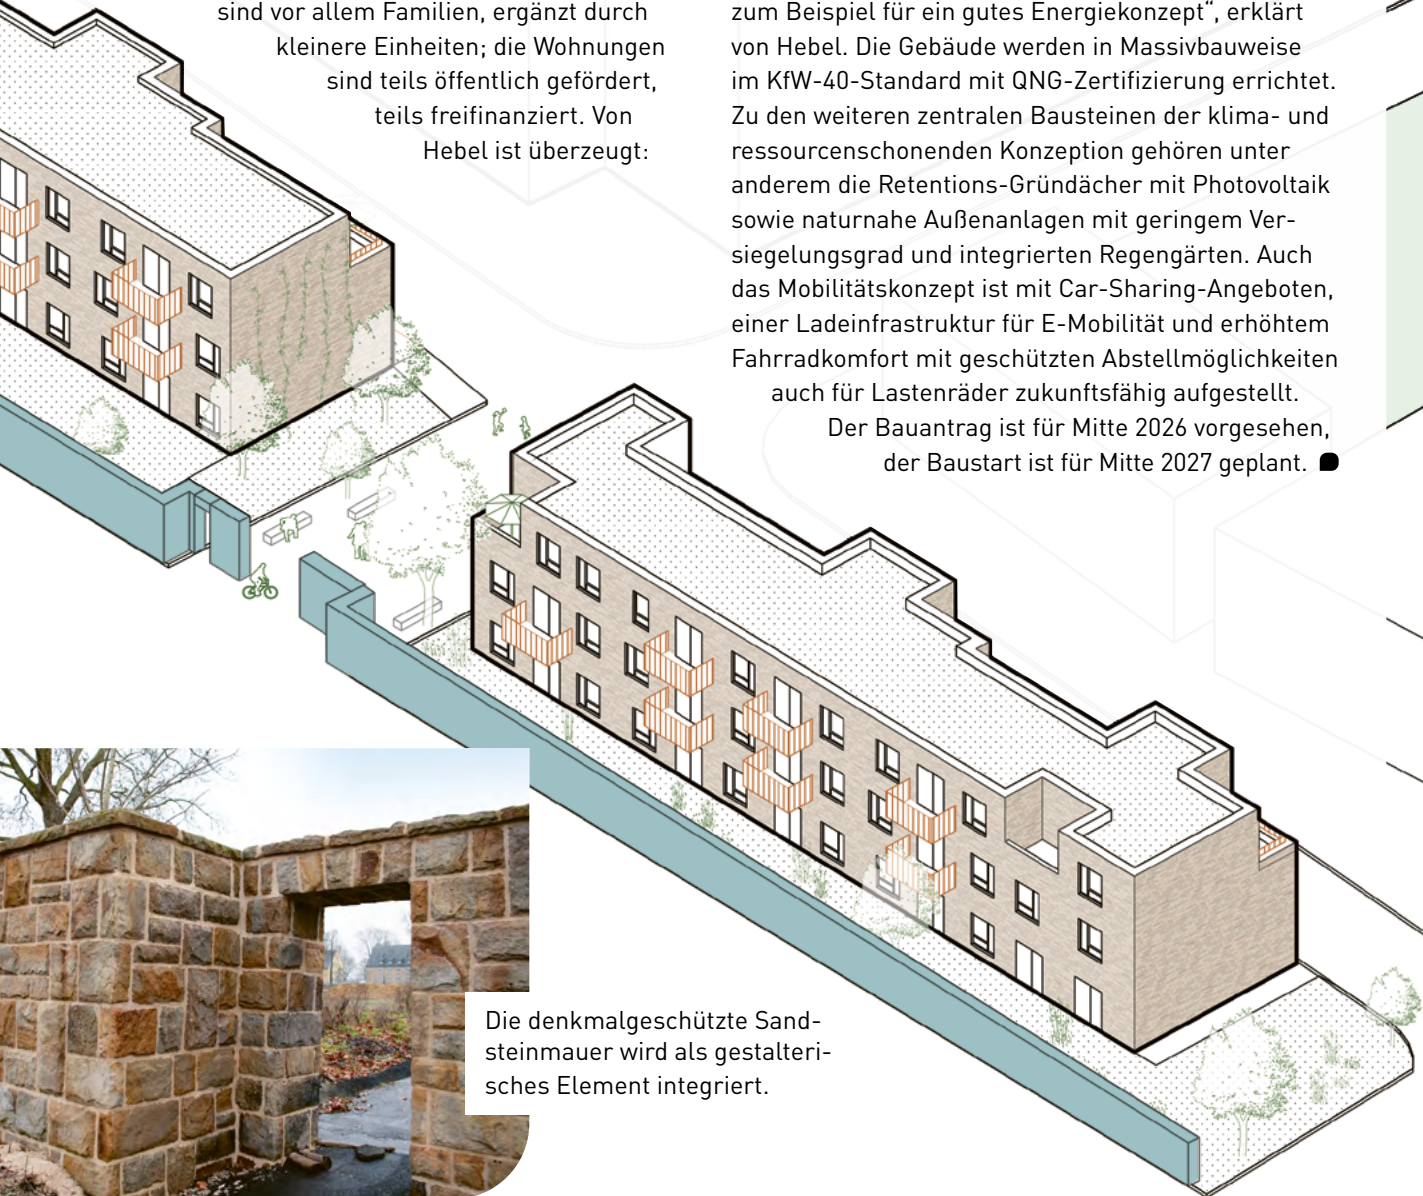 sind vor allem Familien, ergänzt durch
kleinere Einheiten; die Wohnungen
sind teils öffentlich gefördert,
teils freifinanziert. Von
Hebel ist überzeugt:
zum Beispiel für ein gutes Energiekonzept“, erklärt
von Hebel. Die Gebäude werden in Massivbauweise
im KfW-40-Standard mit QNG-Zertifizierung errichtet.
Zu den weiteren zentralen Bausteinen der klima- und
ressourcenschonenden Konzeption gehören unter
anderem die Retentions-Gründächer mit Photovoltaik
sowie naturnahe Außenanlagen mit geringem Ver-
siegelungsgrad und integrierten Regengärten. Auch
das Mobilitätskonzept ist mit Car-Sharing-Angeboten,
einer Ladeinfrastruktur für E-Mobilität und erhöhtem
Fahrradkomfort mit geschützten Abstellmöglichkeiten
auch für Lastenräder zukunftsfähig aufgestellt.
Der Bauantrag ist für Mitte 2026 vorgesehen,
der Baustart ist für Mitte 2027 geplant.
Die denkmalgeschützte Sand-
steinmauer wird als gestalteri-
sches Element integriert.